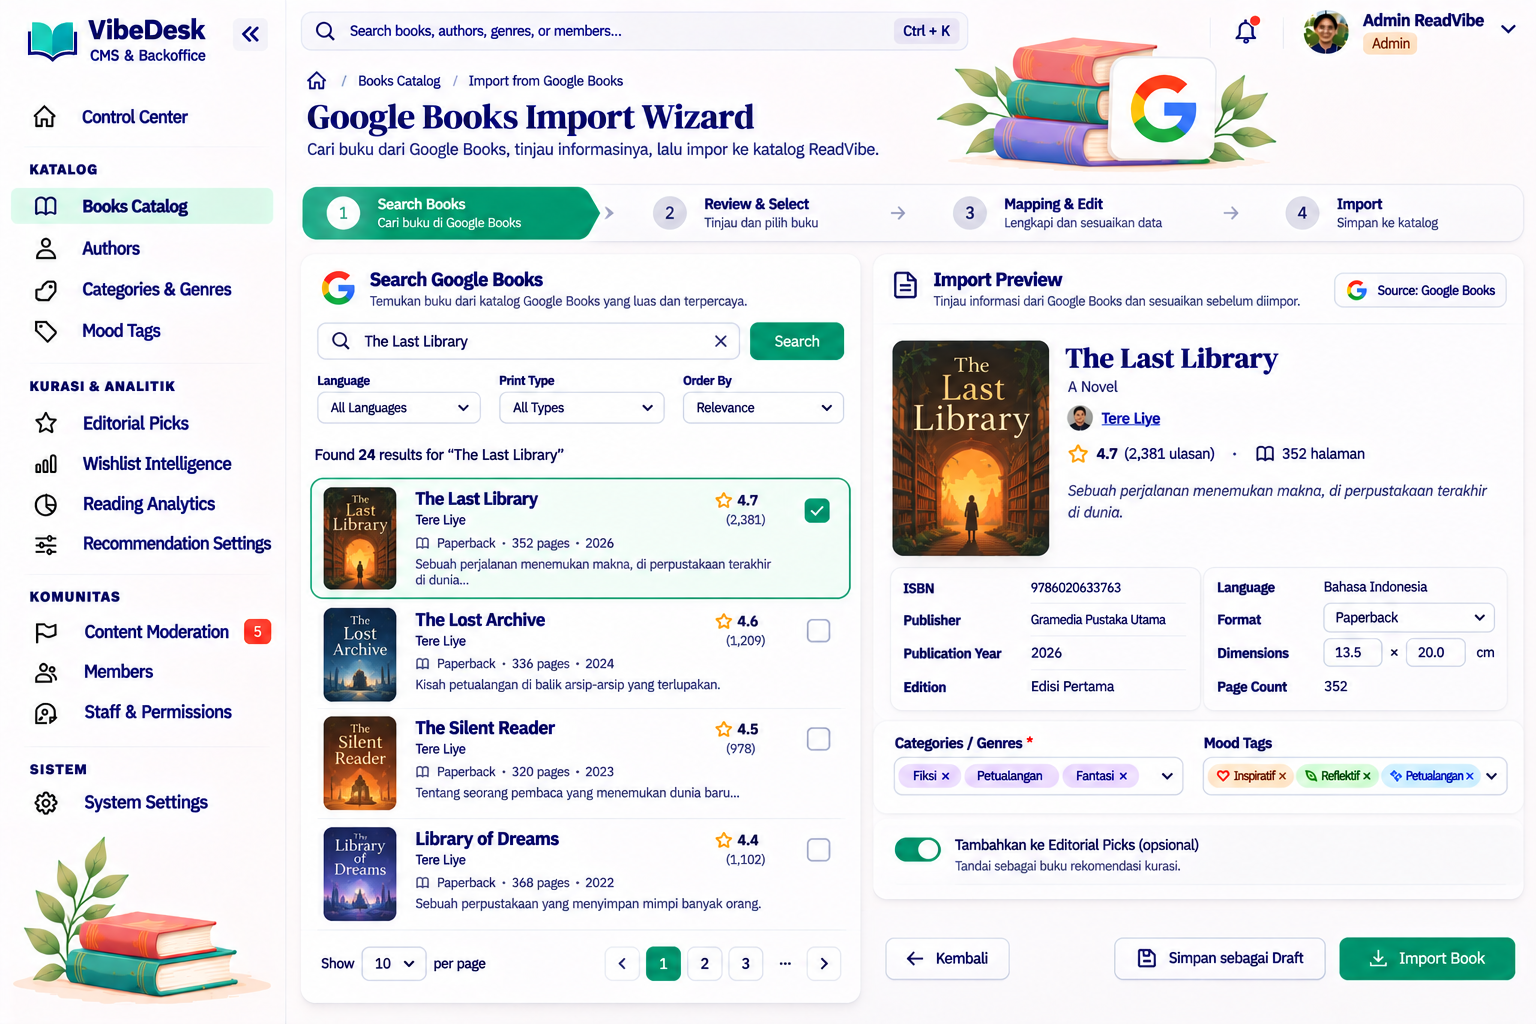 VibeDesk
CMS & Backoffice
Control Center
KATALOG
Books Catalog
Authors
Categories & Genres
Mood Tags
KURASI & ANALITIK
Editorial Picks
Wishlist Intelligence
Reading Analytics
Recommendation Settings
KOMUNITAS
Content Moderation 5
Members
Staff & Permissions
SISTEM
System Settings
Search books, authors, genres, or members... Ctrl + K
Admin ReadVibe
Admin
/ Books Catalog / Import from Google Books
Google Books Import Wizard
Cari buku dari Google Books, tinjau informasinya, lalu impor ke katalog ReadVibe.
G
1 Search Books
Cari buku di Google Books
2 Review & Select
Tinjau dan pilih buku
3 Mapping & Edit
Lengkapi dan sesuaikan data
4 Import
Simpan ke katalog
G Search Google Books
Temukan buku dari katalog Google Books yang luas dan terpercaya.
The Last Library
Search
Language
All Languages
Print Type
All Types
Order By
Relevance
Found 24 results for “The Last Library”
The
Last
Library
The Last Library
Tere Liye
Paperback • 352 pages • 2026
Sebuah perjalanan menemukan makna, di perpustakaan terakhir
di dunia...
4.7
(2,381)
The
Lost
Archive
The Lost Archive
Tere Liye
Paperback • 336 pages • 2024
Kisah petualangan di balik arsip-arsip yang terlupakan.
4.6
(1,209)
The
Silent
Reader
The Silent Reader
Tere Liye
Paperback • 320 pages • 2023
Tentang seorang pembaca yang menemukan dunia baru...
4.5
(978)
The
Library
of
Dreams
Library of Dreams
Tere Liye
Paperback • 368 pages • 2022
Sebuah perpustakaan yang menyimpan mimpi banyak orang.
4.4
(1,102)
Show 10 per page
1 2 3 ...
Import Preview
Tinjau informasi dari Google Books dan sesuaikan sebelum diimpor.
G Source: Google Books
The
Last
Library
The Last Library
A Novel
Tere Liye
4.7 (2,381 ulasan) • 352 halaman
Sebuah perjalanan menemukan makna, di perpustakaan terakhir
di dunia.
ISBN 9786020633763
Publisher Gramedia Pustaka Utama
Publication Year 2026
Edition Edisi Pertama
Language Bahasa Indonesia
Format Paperback
Dimensions 13.5 × 20.0 cm
Page Count 352
Categories / Genres *
Fiksi × Petualangan Fantasi ×
Mood Tags
Inspiratif × Reflektif × Petualangan ×
Tambahkan ke Editorial Picks (opsional)
Tandai sebagai buku rekomendasi kurasi.
Kembali
Simpan sebagai Draft
Import Book